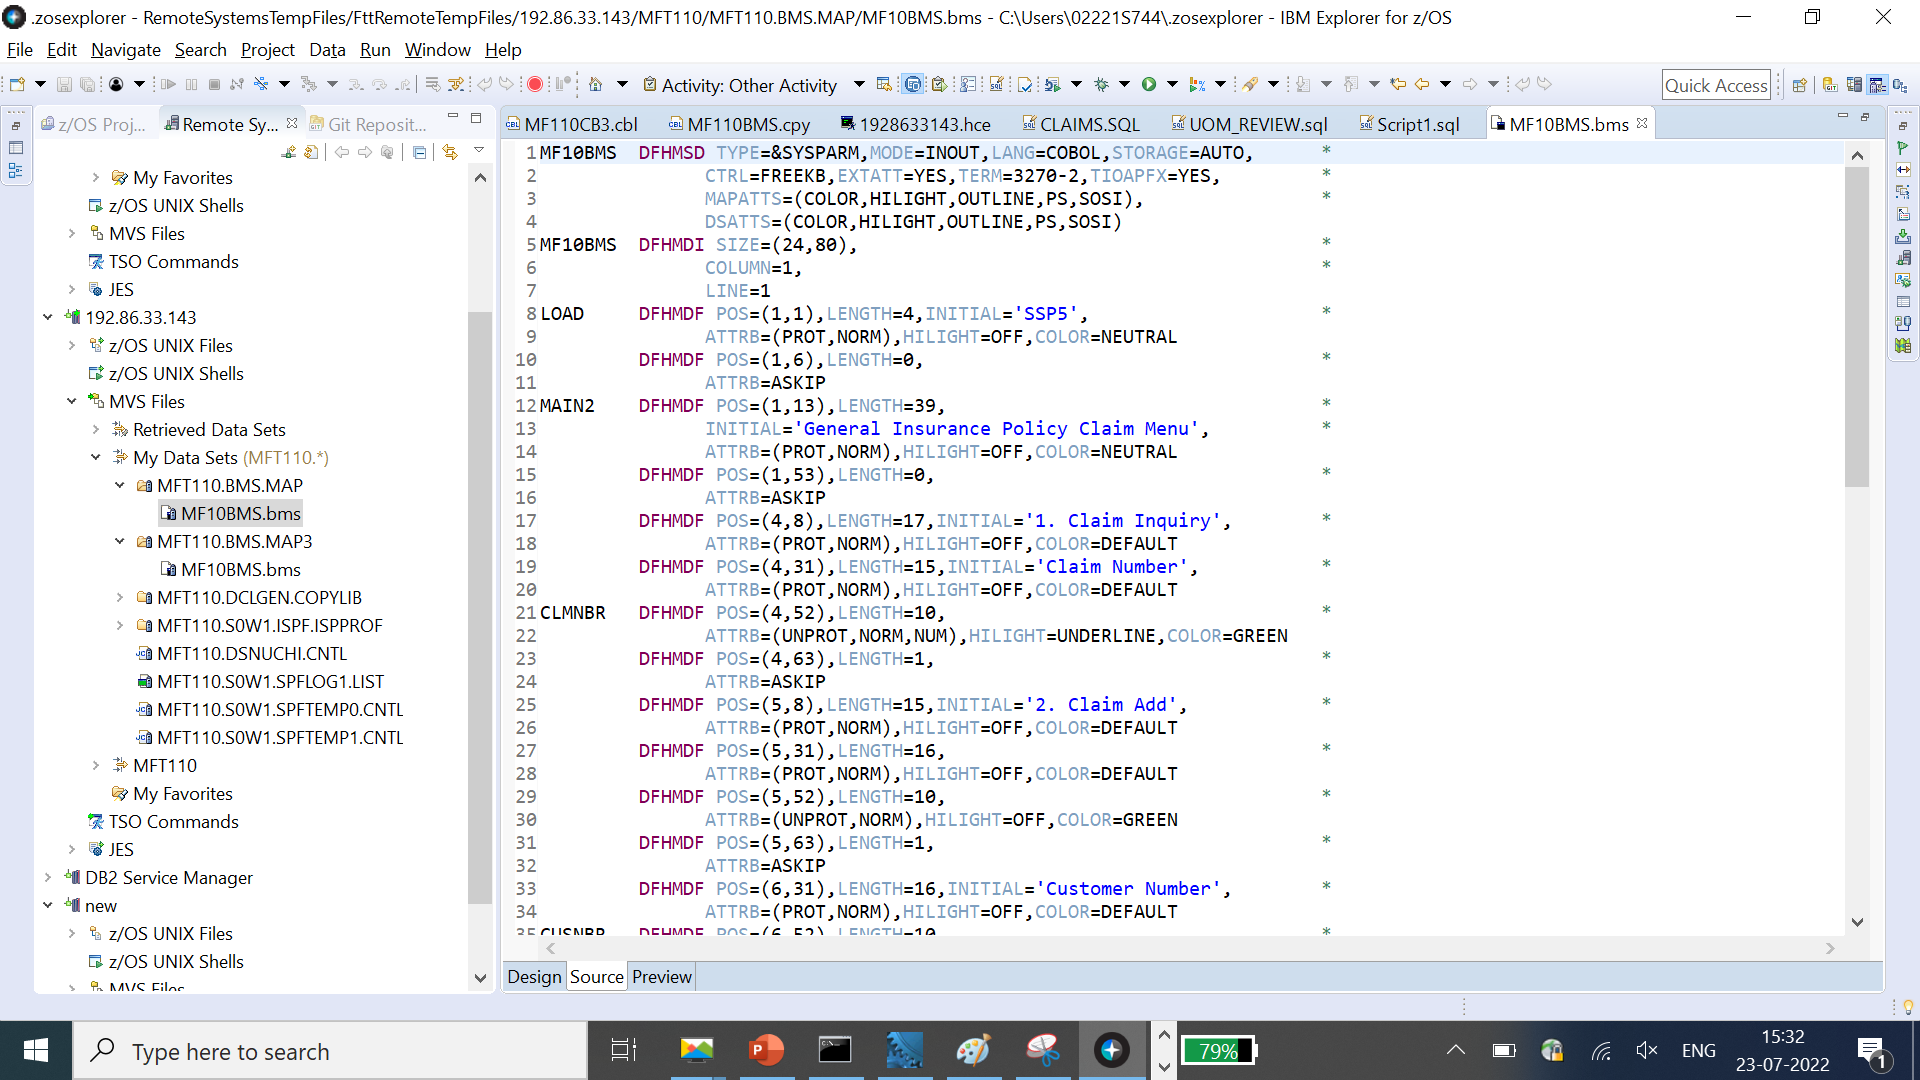 .zosexplorer - RemoteSystemsTempFiles/FttRemoteTempFiles/192.86.33.143/MFT110/MFT110.BMS.MAP/MF10BMS.bms - C:\Users\02221S744\.zosexplorer - IBM Explorer for z/OS
File Edit Navigate Search Project Data Run Window Help
Activity: Other Activity
Quick Access
z/OS Proj...
Remote Sy...
Git Reposit...
My Favorites
z/OS UNIX Shells
MVS Files
TSO Commands
JES
192.86.33.143
z/OS UNIX Files
z/OS UNIX Shells
MVS Files
Retrieved Data Sets
My Data Sets (MFT110.*)
MFT110.BMS.MAP
MF10BMS.bms
MFT110.BMS.MAP3
MF10BMS.bms
MFT110.DCLGEN.COPYLIB
MFT110.S0W1.ISPF.ISPPROF
MFT110.DSNUCHI.CNTL
MFT110.S0W1.SPFLOG1.LIST
MFT110.S0W1.SPFTEMP0.CNTL
MFT110.S0W1.SPFTEMP1.CNTL
MFT110
My Favorites
TSO Commands
JES
DB2 Service Manager
new
z/OS UNIX Files
z/OS UNIX Shells
MVS Files
MF110CB3.cbl
MF110BMS.cpy
1928633143.hce
CLAIMS.SQL
UOM_REVIEW.sql
Script1.sql
MF10BMS.bms
1 MF10BMS  DFHMSD TYPE=&SYSPARM,MODE=INOUT,LANG=COBOL,STORAGE=AUTO, *
2 CTRL=FREEKB,EXTATT=YES,TERM=3270-2,TIOAPFX=YES, *
3 MAPATTS=(COLOR,HILIGHT,OUTLINE,PS,SOSI), *
4 DSATTS=(COLOR,HILIGHT,OUTLINE,PS,SOSI)
5 MF10BMS  DFHMDI SIZE=(24,80), *
6 COLUMN=1, *
7 LINE=1
8 LOAD     DFHMDF POS=(1,1),LENGTH=4,INITIAL='SSP5', *
9 ATTRB=(PROT,NORM),HILIGHT=OFF,COLOR=NEUTRAL
10 DFHMDF POS=(1,6),LENGTH=0, *
11 ATTRB=ASKIP
12 MAIN2    DFHMDF POS=(1,13),LENGTH=39, *
13 INITIAL='General Insurance Policy Claim Menu', *
14 ATTRB=(PROT,NORM),HILIGHT=OFF,COLOR=NEUTRAL
15 DFHMDF POS=(1,53),LENGTH=0, *
16 ATTRB=ASKIP
17 DFHMDF POS=(4,8),LENGTH=17,INITIAL='1. Claim Inquiry', *
18 ATTRB=(PROT,NORM),HILIGHT=OFF,COLOR=DEFAULT
19 DFHMDF POS=(4,31),LENGTH=15,INITIAL='Claim Number', *
20 ATTRB=(PROT,NORM),HILIGHT=OFF,COLOR=DEFAULT
21 CLMNBR   DFHMDF POS=(4,52),LENGTH=10, *
22 ATTRB=(UNPROT,NORM,NUM),HILIGHT=UNDERLINE,COLOR=GREEN
23 DFHMDF POS=(4,63),LENGTH=1, *
24 ATTRB=ASKIP
25 DFHMDF POS=(5,8),LENGTH=15,INITIAL='2. Claim Add', *
26 ATTRB=(PROT,NORM),HILIGHT=OFF,COLOR=DEFAULT
27 DFHMDF POS=(5,31),LENGTH=16, *
28 ATTRB=(PROT,NORM),HILIGHT=OFF,COLOR=DEFAULT
29 DFHMDF POS=(5,52),LENGTH=10, *
30 ATTRB=(UNPROT,NORM),HILIGHT=OFF,COLOR=GREEN
31 DFHMDF POS=(5,63),LENGTH=1, *
32 ATTRB=ASKIP
33 DFHMDF POS=(6,31),LENGTH=16,INITIAL='Customer Number', *
34 ATTRB=(PROT,NORM),HILIGHT=OFF,COLOR=DEFAULT
35 CUSNBR   DFHMDF POS=(6,52),LENGTH=10 *
Design Source Preview
Type here to search
79%
ENG
15:32
23-07-2022
1